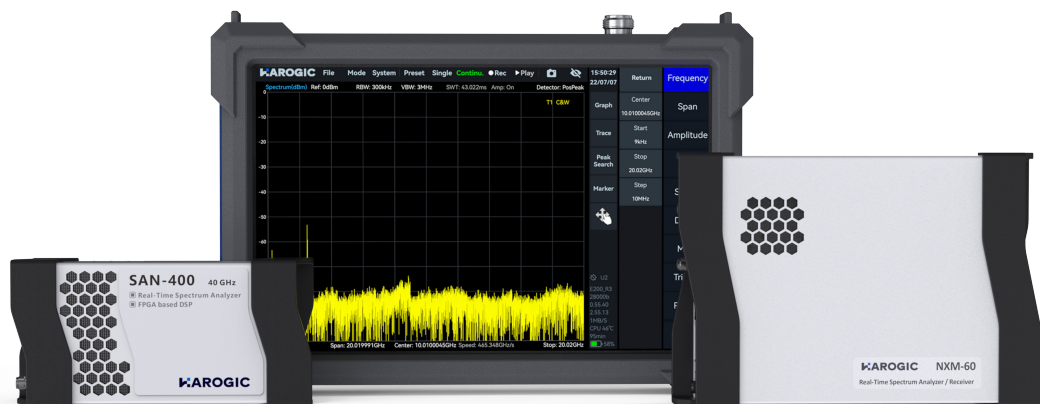 HAROGIC File Mode System Preset Single Continu. Rec Play
15:50:29
22/07/07
Return
Frequency
Spectrum(dBm) Ref: 0dBm RBW: 300kHz VBW: 3MHz SWT: 43.022ms Amp: On Detector: PosPeak
T1 C&W
0
-10
-20
-30
-40
-50
-60
Graph
Trace
Peak
Search
Marker
Center
10.0100045GHz
Start
9kHz
Stop
20.02GHz
Step
10MHz
Span
Amplitude
U2
E200_R3
28000b
0.55.40
2.55.13
1MB/S
CPU 46℃
95min
58%
Span: 20.019991GHz Center: 10.0100045GHz Speed: 465.348GHz/s Stop: 20.02GHz
SAN-400 40 GHz
Real-Time Spectrum Analyzer
FPGA based DSP
HAROGIC
HAROGIC NXM-60
Real-Time Spectrum Analyzer / Receiver